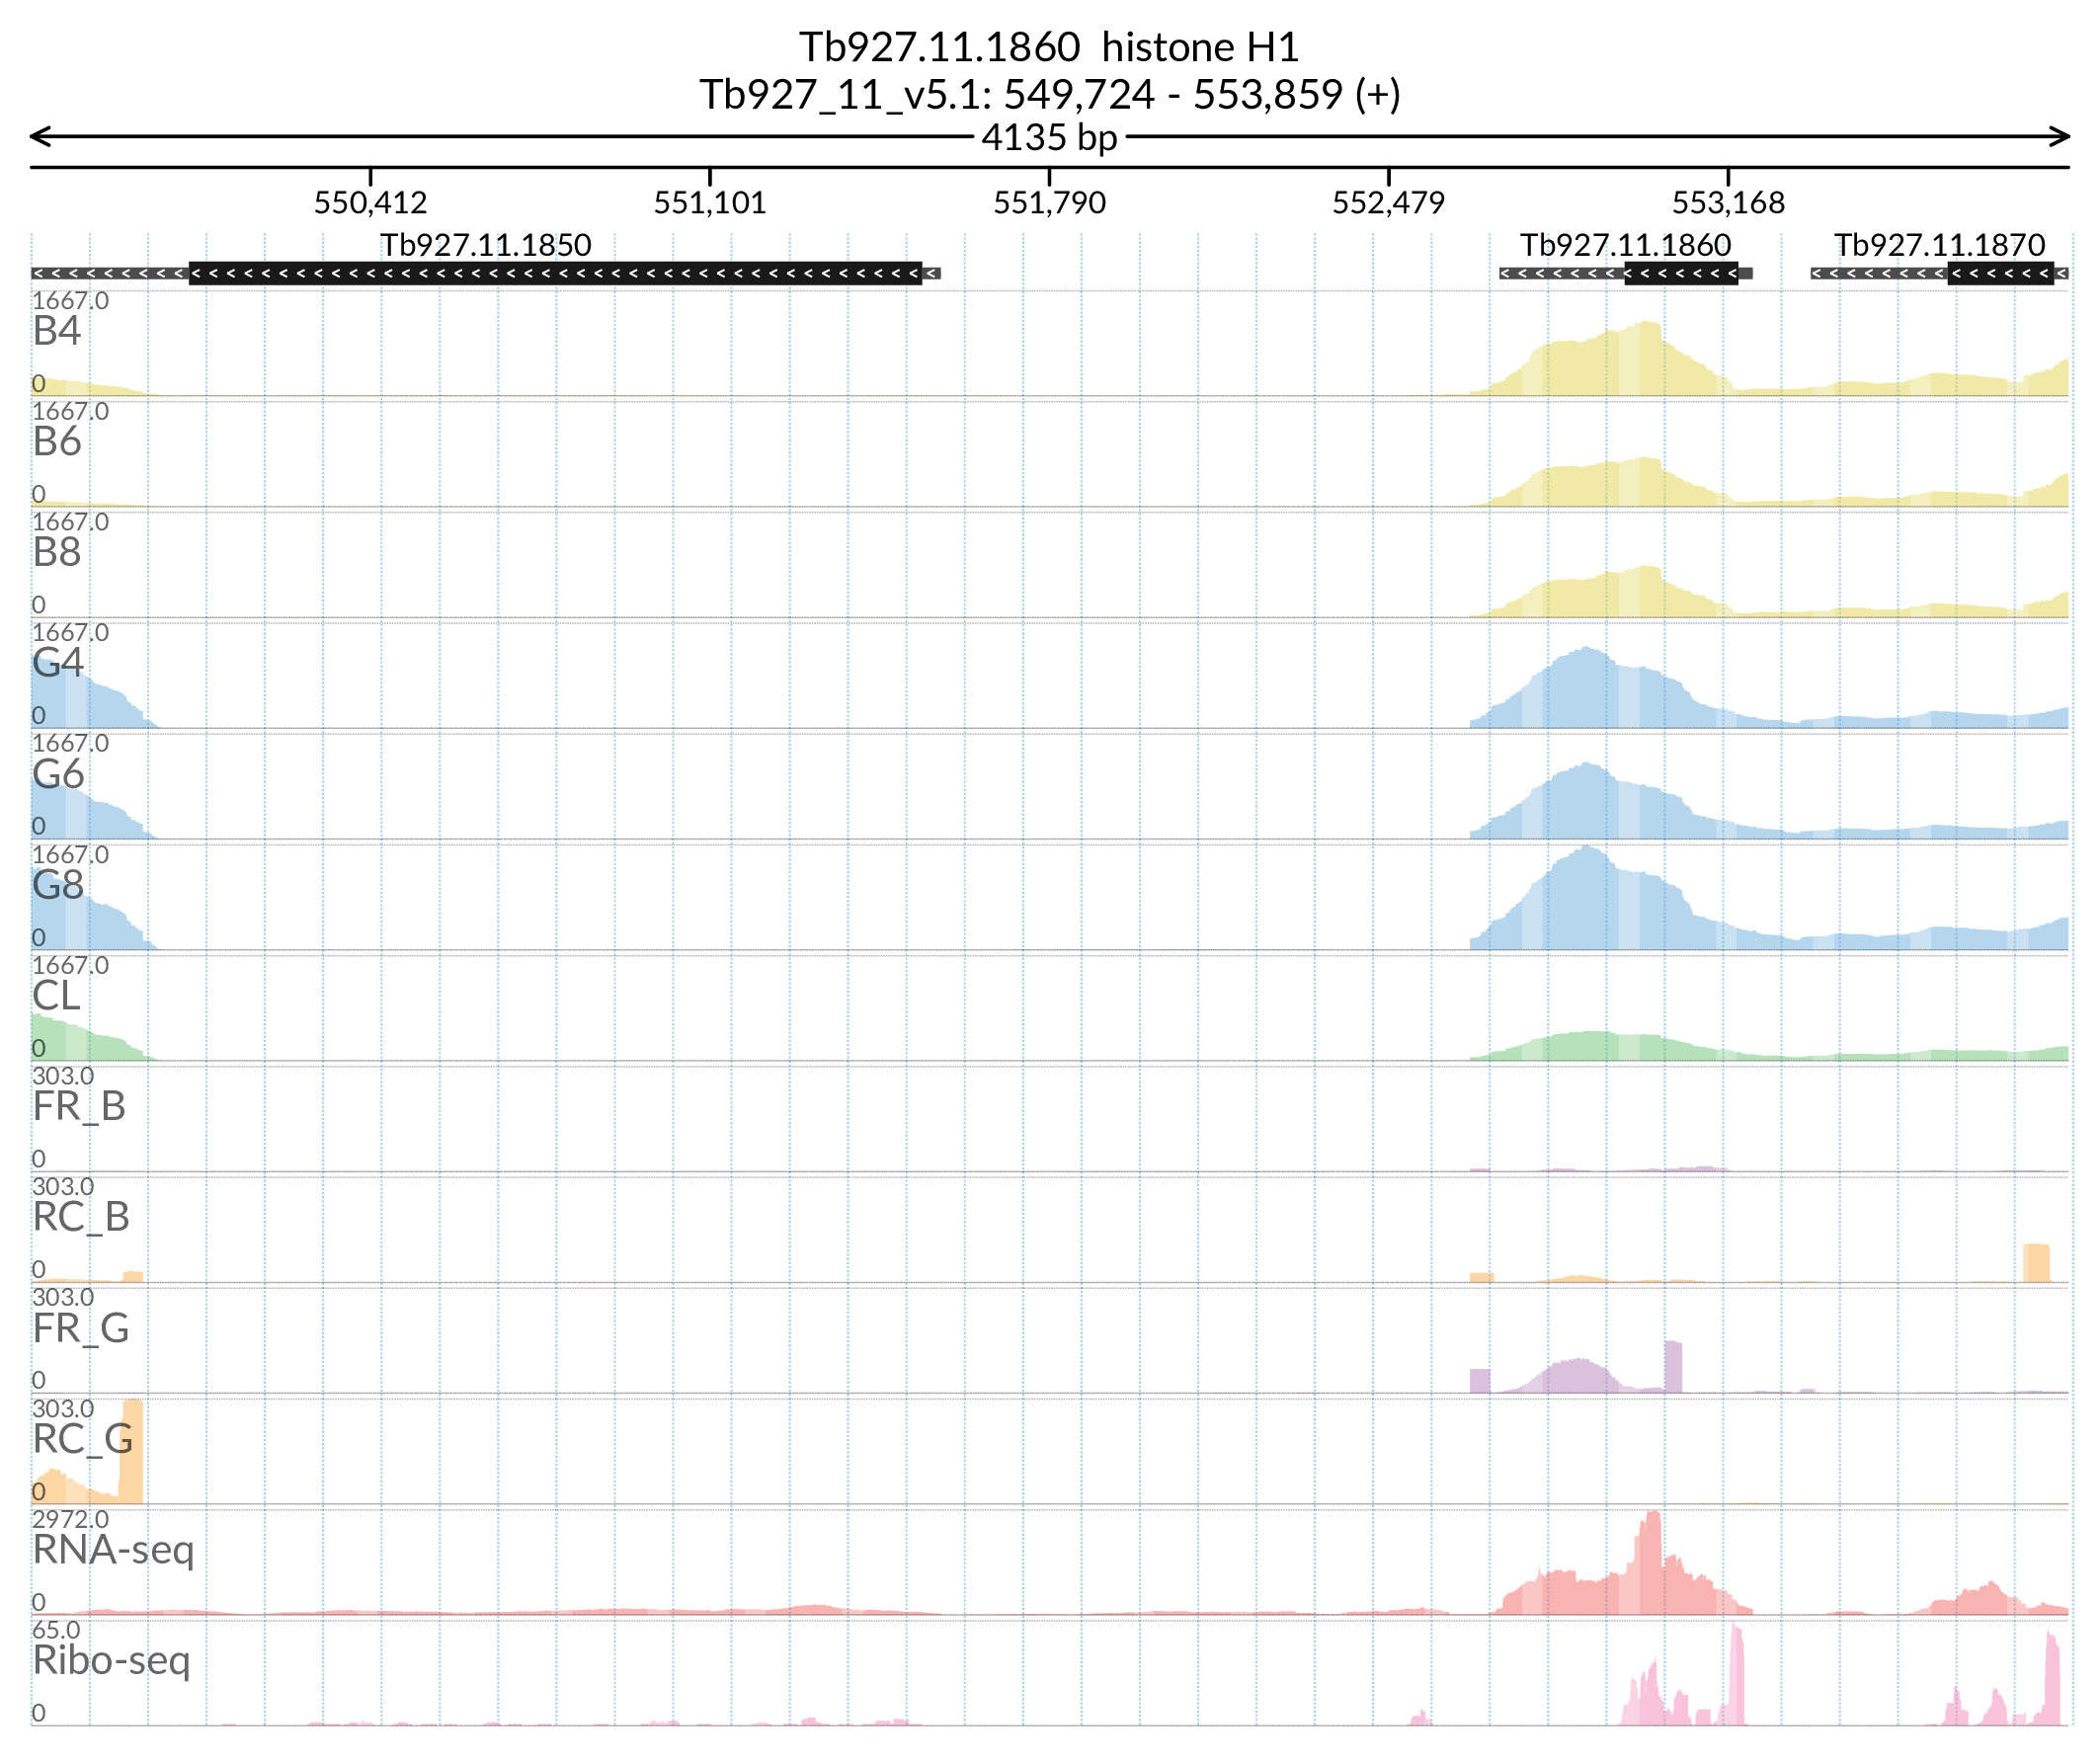 Tb927.11.1860 histone H1
Tb927_11_v5.1: 549,724 - 553,859 (+)
4135 bp
550,412 551,101 551,790 552,479 553,168
Tb927.11.1850 Tb927.11.1860 Tb927.11.1870
1667.0
B4
0
1667.0
B6
0
1667.0
B8
0
1667.0
G4
0
1667.0
G6
0
1667.0
G8
0
1667.0
CL
0
303.0
FR_B
0
303.0
RC_B
0
303.0
FR_G
0
303.0
RC_G
0
2972.0
RNA-seq
0
65.0
Ribo-seq
0